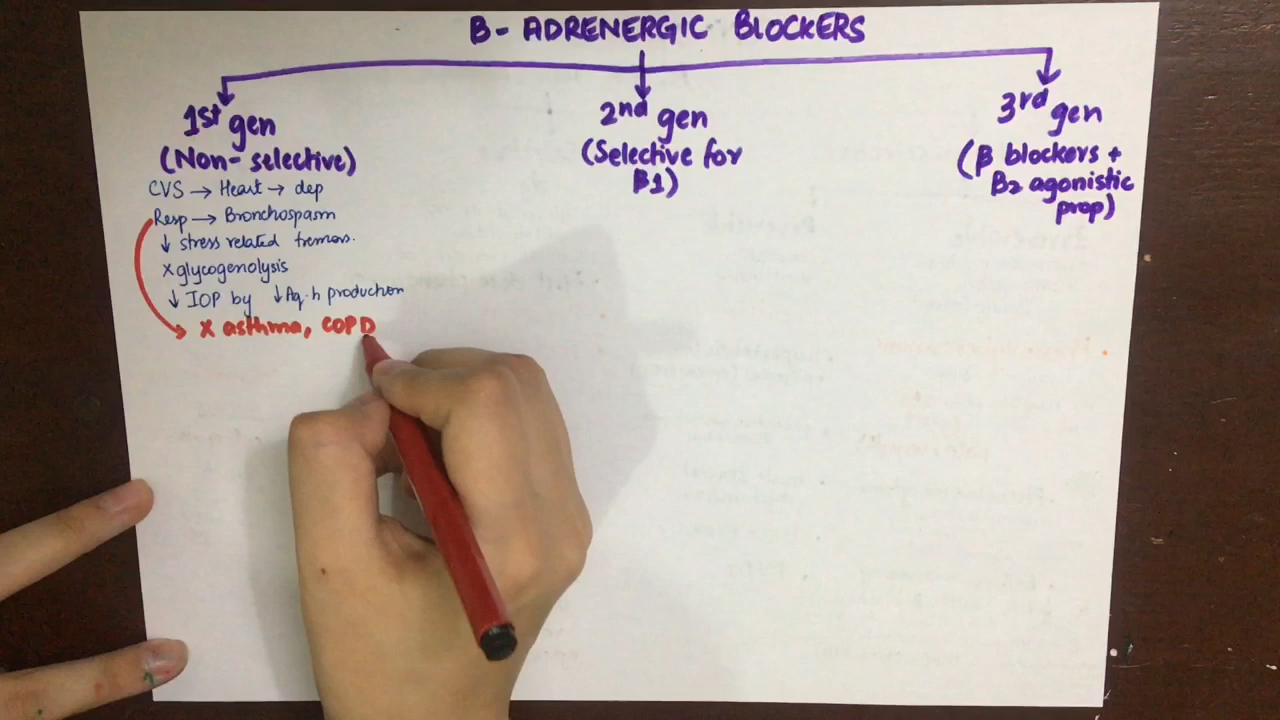 B- ADRENERGIC BLOCKERS
1st gen
(Non-selective)
CVS → Heart → dep
Resp → Bronchospasm
↓ stress related tremors.
x glycogenolysis
↓ IOP by ↓ Aq. h production
x asthma, COPD
2nd gen
(Selective for
β1)
3rd gen
(β blockers +
β2 agonistic
prop)